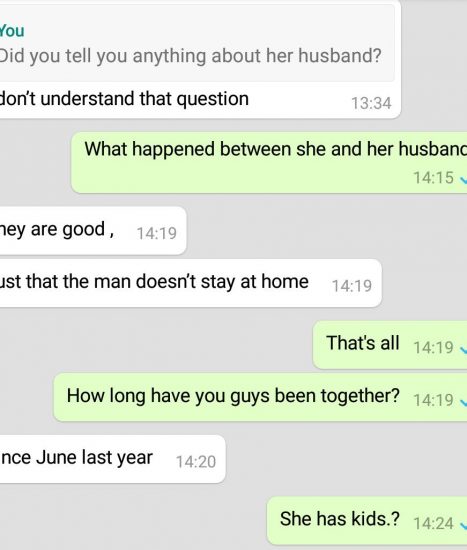 You
Did you tell you anything about her husband?
don't understand that question
13:34
What happened between she and her husband
14:15
hey are good ,
14:19
ust that the man doesn't stay at home
14:19
That's all
14:19
How long have you guys been together?
14:19
nce June last year
14:20
She has kids.?
14:24